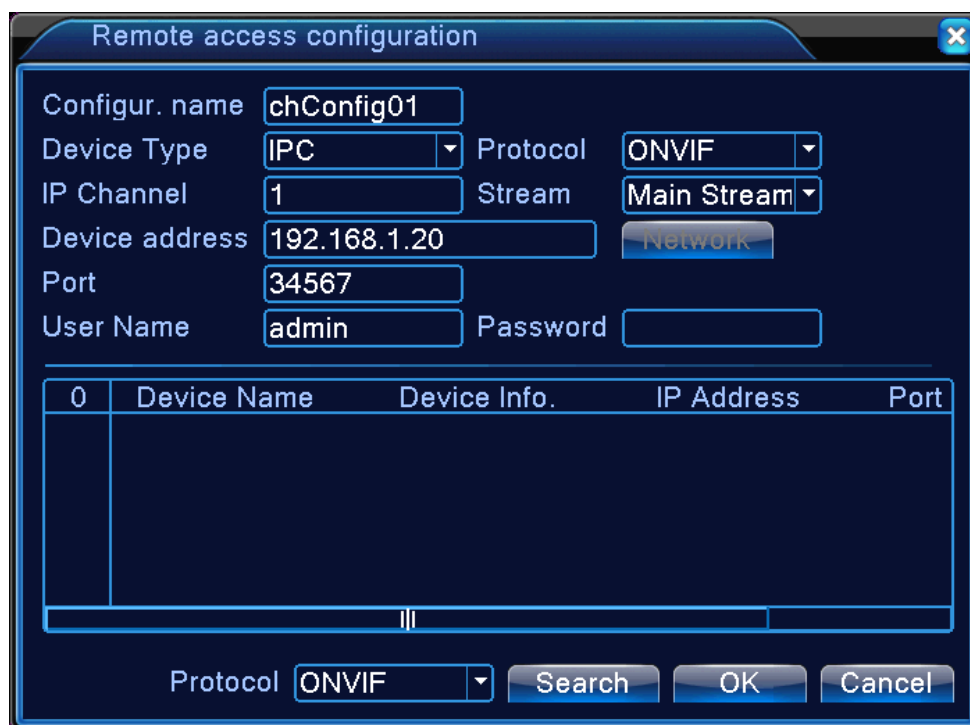 Remote access configuration
Configur. name chConfig01
Device Type IPC Protocol ONVIF
IP Channel 1 Stream Main Stream
Device address 192.168.1.20 Network
Port 34567
User Name admin Password
0 Device Name Device Info. IP Address Port
Protocol ONVIF Search OK Cancel